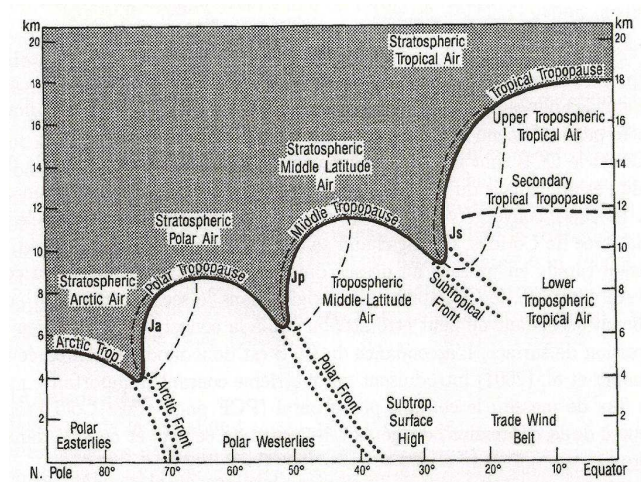 km
km
20
18
16
14
12
10
8
6
4
20
18
16
14
12
10
8
6
4
2
Stratospheric
Tropical Air
Tropical Tropopause
Upper Tropospheric
Tropical Air
Stratospheric
Middle Latitude
Air
Secondary
Tropical Tropopause
Middle Tropopause
Stratospheric
Polar Air
Js
Polar Tropopause
Jp
Stratospheric
Arctic Air
Tropospheric
Middle-Latitude
Air
Subtropical
Front
Lower
Tropospheric
Tropical Air
Ja
Arctic Trop
Polar Front
Arctic Front
Polar
Easterlies
Polar Westerlies
Subtrop.
Surface
High
Trade Wind
Belt
N. Pole 80° 70° 60° 50° 40° 30° 20° 10° Equator